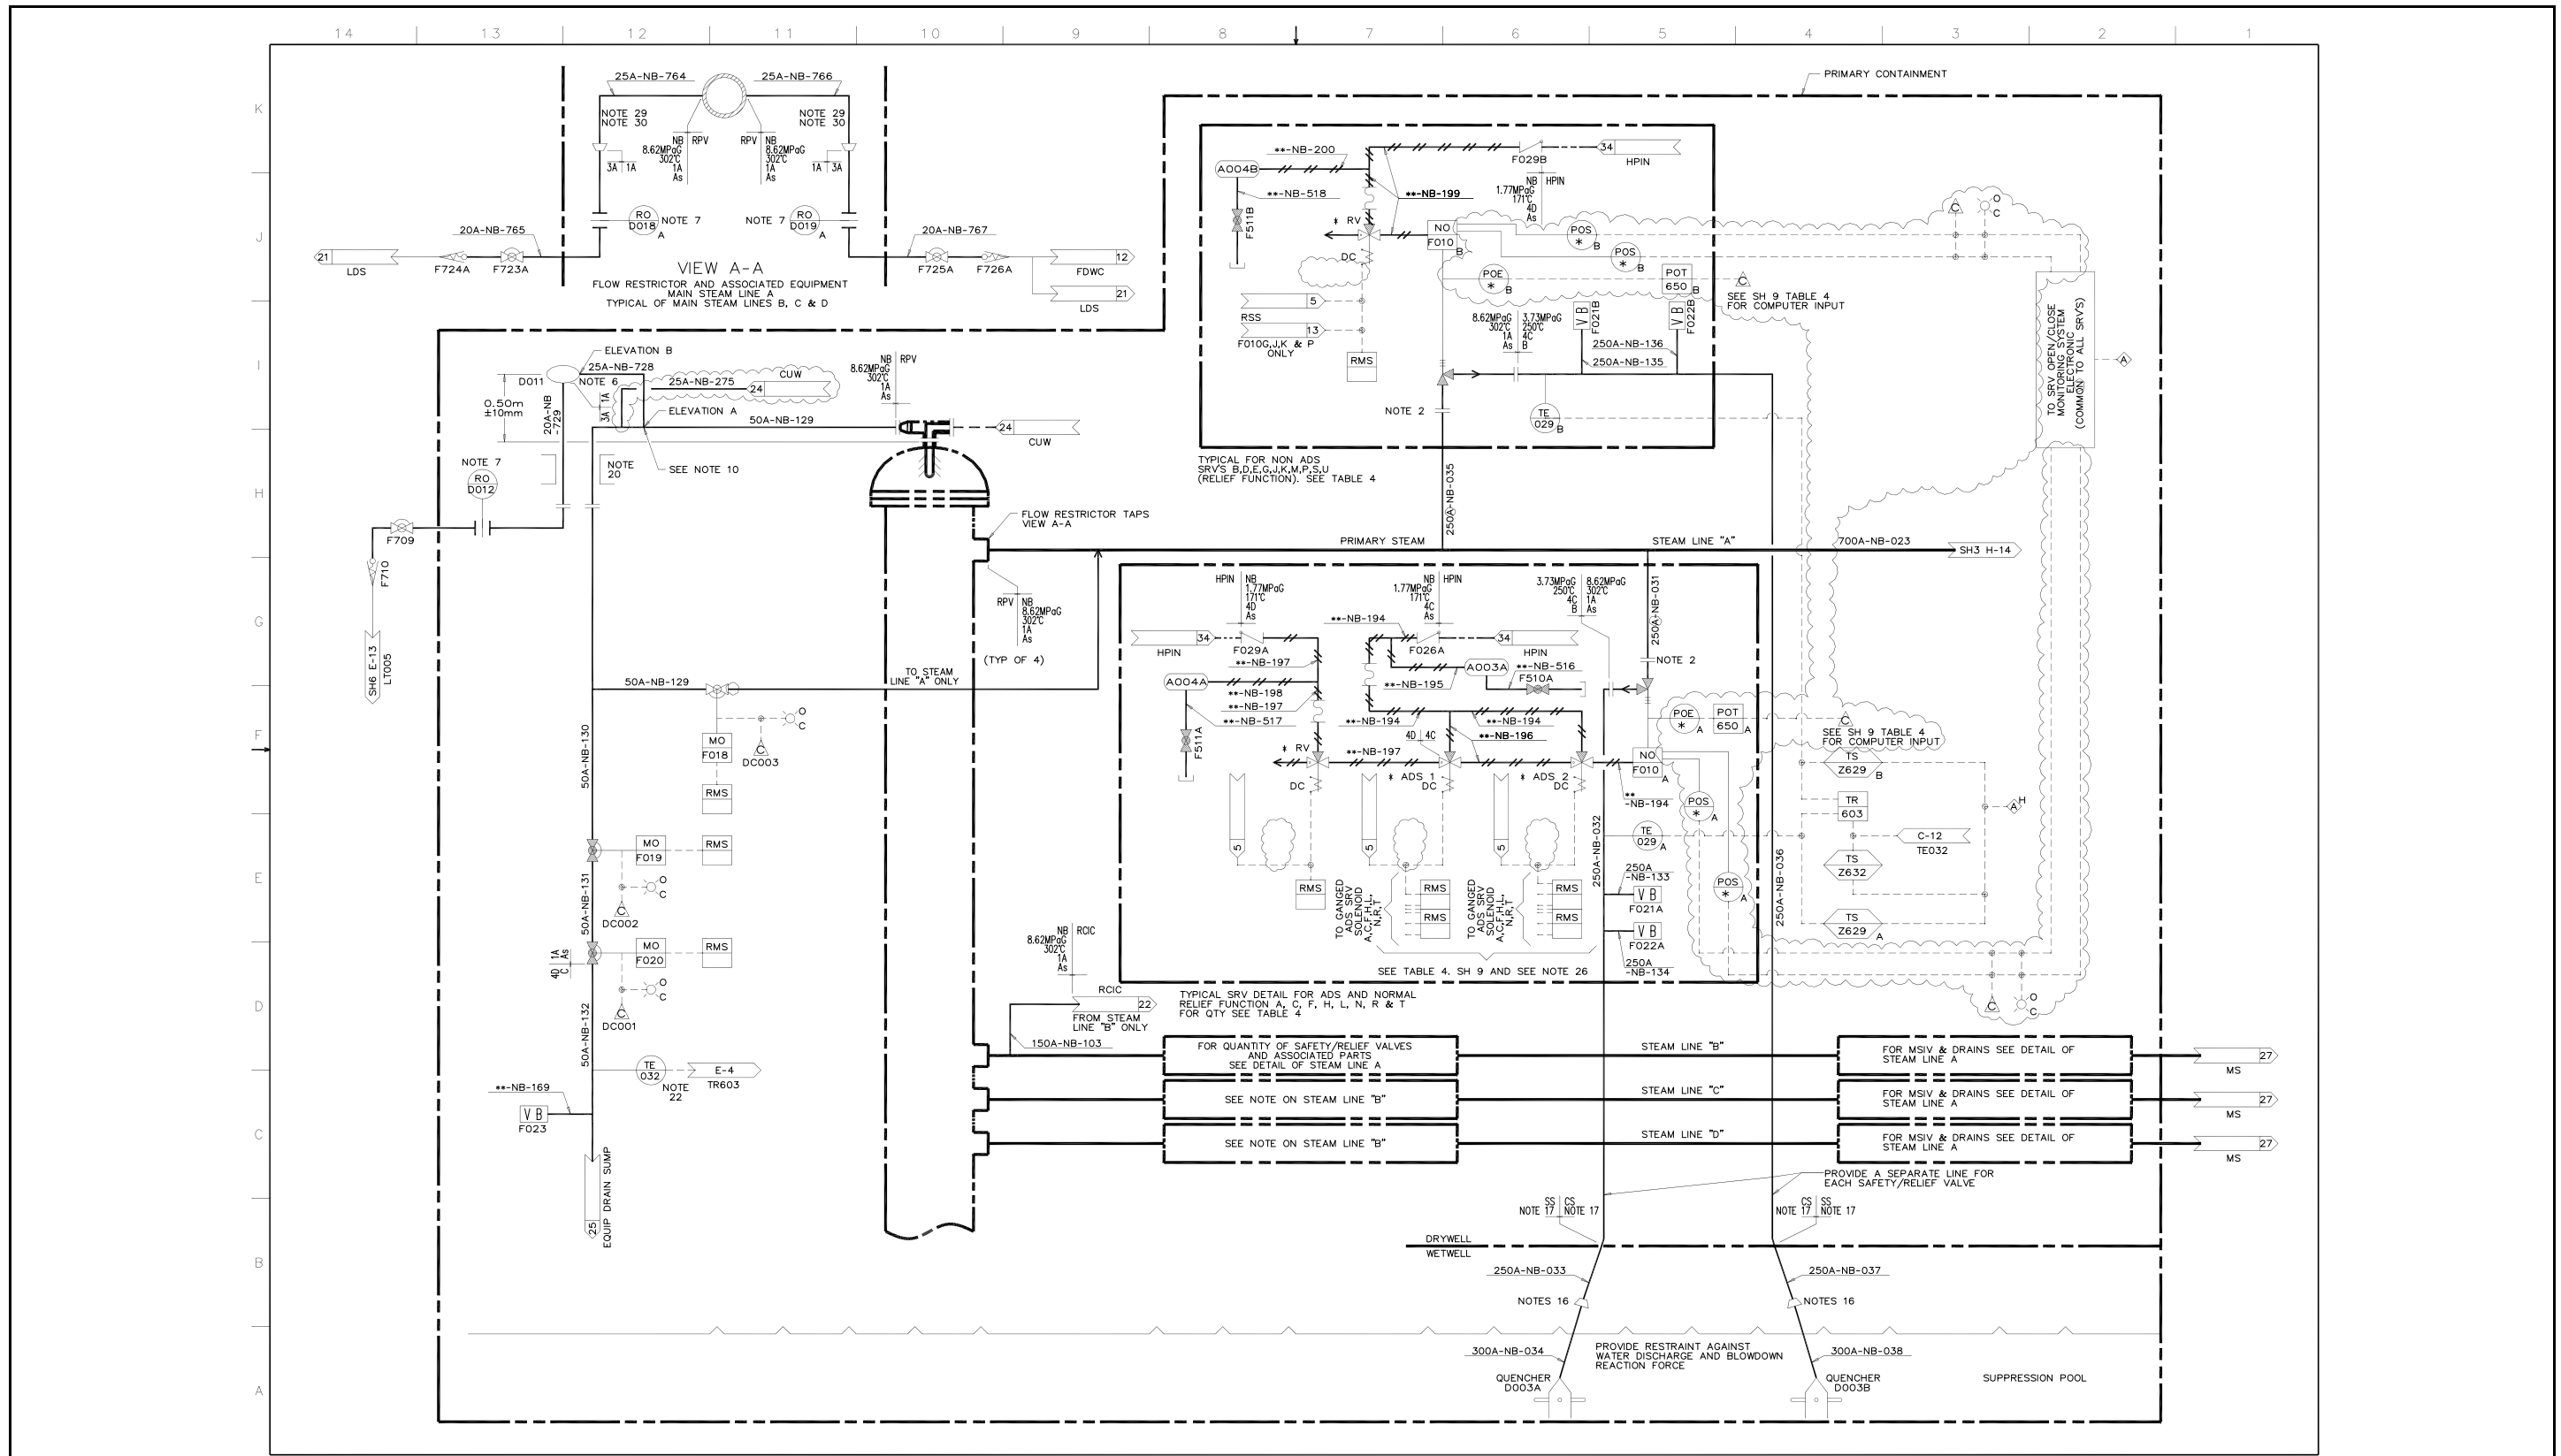 14 13 12 11 10 9 8 7 6 5 4 3 2 1
K
J
I
H
G
F
E
D
C
B
A
25A-NB-764
25A-NB-766
NOTE 29
NOTE 30
NOTE 29
NOTE 30
NB
RPV
8.62MPaG
302℃
1A
As
RPV
NB
8.62MPaG
302℃
1A
As
3A 1A
1A 3A
RO
D018
A
NOTE 7
NOTE 7
RO
D019
A
20A-NB-765
20A-NB-767
21
LDS
F724A
F723A
F725A
F726A
12
FDWC
21
LDS
VIEW A-A
FLOW RESTRICTOR AND ASSOCIATED EQUIPMENT
MAIN STEAM LINE A
TYPICAL OF MAIN STEAM LINES B, C & D
PRIMARY CONTAINMENT
**-NB-200
A004B
**-NB-518
F511B
**-NB-199
F029B
34
HPIN
NB HPIN
1.77MPaG
171℃
4D
As
* RV
DC
NO
F010
B
POS
*
B
POS
*
B
POE
*
B
POT
650
B
C
C
O
C
SEE SH 9 TABLE 4
FOR COMPUTER INPUT
5
RSS
13
F010G,J,K & P
ONLY
RMS
8.62MPaG
302℃
1A
As
3.73MPaG
250℃
4C
B
V B
F021B
V B
F022B
250A-NB-136
250A-NB-135
NOTE 2
TE
029
B
TO SRV OPEN/CLOSE
MONITORING SYSTEM
ELECTRONIC
(COMMON TO ALL SRV'S)
A
TYPICAL FOR NON ADS
SRV'S B,D,E,G,J,K,M,P,S,U
(RELIEF FUNCTION). SEE TABLE 4
250A-NB-035
ELEVATION B
25A-NB-728
D011
NOTE 6
25A-NB-275
CUW
24
0.50m
±10mm
20A-NB
-729
3A 1A
ELEVATION A
50A-NB-129
NB RPV
8.62MPaG
302℃
1A
As
24
CUW
NOTE 7
RO
D012
NOTE
20
SEE NOTE 10
F709
F710
SH6 E-13
LT005
FLOW RESTRICTOR TAPS
VIEW A-A
PRIMARY STEAM
STEAM LINE "A"
700A-NB-023
SH3 H-14
RPV NB
8.62MPaG
302℃
1A
As
(TYP OF 4)
TO STEAM
LINE "A" ONLY
50A-NB-129
HPIN NB
1.77MPaG
171℃
4D
As
NB HPIN
1.77MPaG
171℃
4C
As
3.73MPaG
250℃
4C
B
8.62MPaG
302℃
1A
As
250A-NB-031
34
HPIN
F029A
**-NB-197
**-NB-194
F026A
34
HPIN
A003A
**-NB-516
F510A
**-NB-195
NOTE 2
A004A
**-NB-198
**-NB-197
**-NB-517
F511A
**-NB-194
**-NB-194
**-NB-196
4D 4C
* RV
**-NB-197
* ADS 1
* ADS 2
DC
DC
DC
NO
F010
A
**
-NB-194
POE
*
A
POT
650
A
C
SEE SH 9 TABLE 4
FOR COMPUTER INPUT
POS
*
A
POS
*
A
TS
Z629
B
TR
603
A
H
C-12
TE032
TS
Z632
TS
Z629
A
5
5
5
RMS
TO GANGED
ADS SRV
SOLENOID
A,C,F,H,L,
N,R,T
RMS
RMS
TO GANGED
ADS SRV
SOLENOID
A,C,F,H,L,
N,R,T
RMS
RMS
TE
029
A
250A-NB-032
250A
-NB-133
V B
F021A
V B
F022A
250A
-NB-134
250A-NB-036
SEE TABLE 4. SH 9 AND SEE NOTE 26
TYPICAL SRV DETAIL FOR ADS AND NORMAL
RELIEF FUNCTION A, C, F, H, L, N, R & T
FOR QTY SEE TABLE 4
C
O
C
50A-NB-130
MO
F018
O
C
C
DC003
RMS
MO
F019
RMS
O
C
C
DC002
50A-NB-131
4D 1A
C As
MO
F020
RMS
O
C
C
DC001
50A-NB-132
TE
032
NOTE
22
E-4
TR603
**-NB-169
V B
F023
25
EQUIP DRAIN SUMP
NB RCIC
8.62MPaG
302℃
1A
As
RCIC
22
FROM STEAM
LINE "B" ONLY
150A-NB-103
FOR QUANTITY OF SAFETY/RELIEF VALVES
AND ASSOCIATED PARTS
SEE DETAIL OF STEAM LINE A
STEAM LINE "B"
FOR MSIV & DRAINS SEE DETAIL OF
STEAM LINE A
27
MS
SEE NOTE ON STEAM LINE "B"
STEAM LINE "C"
FOR MSIV & DRAINS SEE DETAIL OF
STEAM LINE A
27
MS
SEE NOTE ON STEAM LINE "B"
STEAM LINE "D"
FOR MSIV & DRAINS SEE DETAIL OF
STEAM LINE A
27
MS
PROVIDE A SEPARATE LINE FOR
EACH SAFETY/RELIEF VALVE
SS CS
NOTE 17 NOTE 17
CS SS
NOTE 17 NOTE 17
DRYWELL
WETWELL
250A-NB-033
250A-NB-037
NOTES 16
NOTES 16
PROVIDE RESTRAINT AGAINST
WATER DISCHARGE AND BLOWDOWN
REACTION FORCE
300A-NB-034
300A-NB-038
QUENCHER
D003A
QUENCHER
D003B
SUPPRESSION POOL